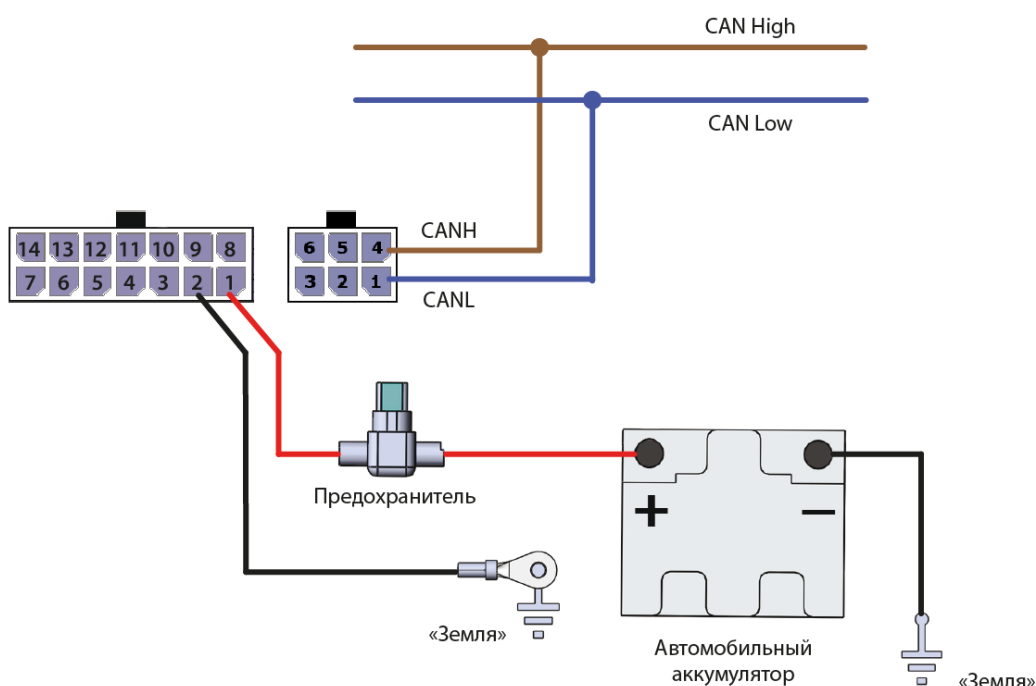 CAN High
CAN Low
CANH
14 13 12 11 10 9 8
7 6 5 4 3 2 1
6 5 4
3 2 1
CANL
Предохранитель
+ −
«Земля»
Автомобильный
аккумулятор
«Земля»